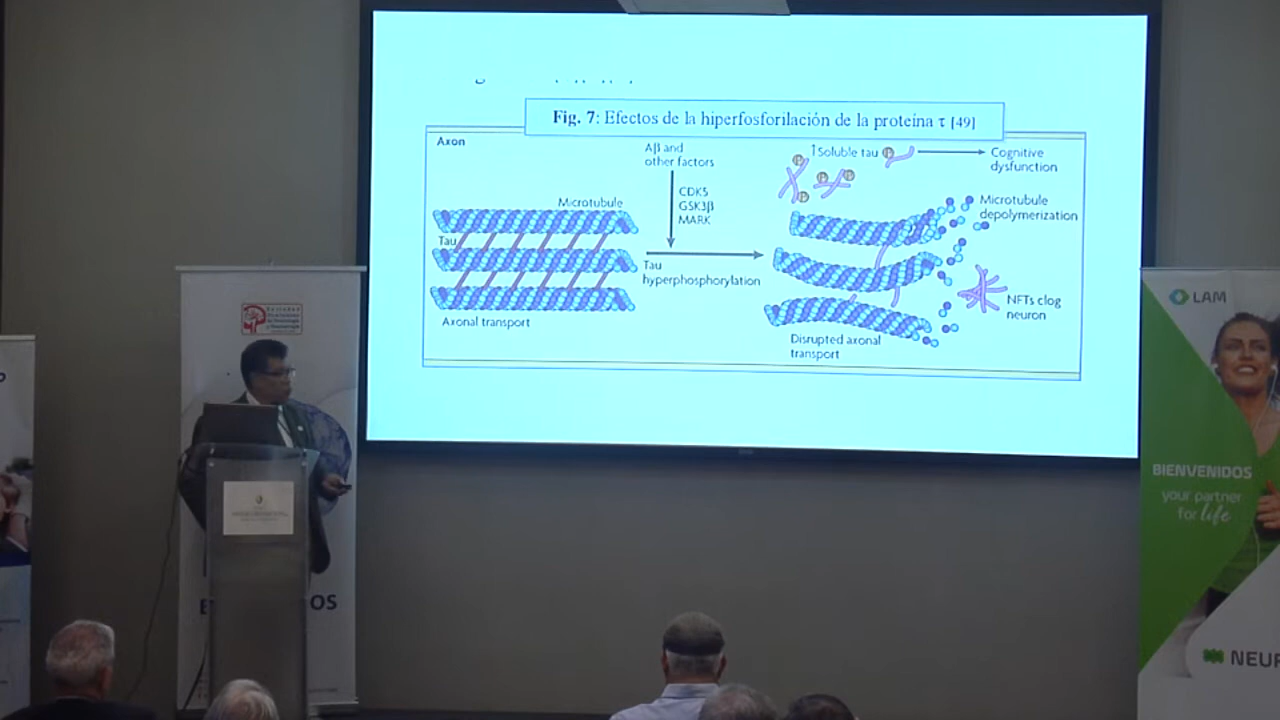 Fig. 7: Efectos de la hiperfosforilación de la proteína τ [49]
Axon
Aβ and
other factors
CDK5
GSK3β
MARK
Microtubule
Tau
Tau
hyperphosphorylation
Axonal transport
↑Soluble tau
P
P
P
P
P
Cognitive
dysfunction
Microtubule
depolymerization
NFTs clog
neuron
Disrupted axonal
transport
LAM
BIENVENIDOS
your partner
for life
NEUR
OS